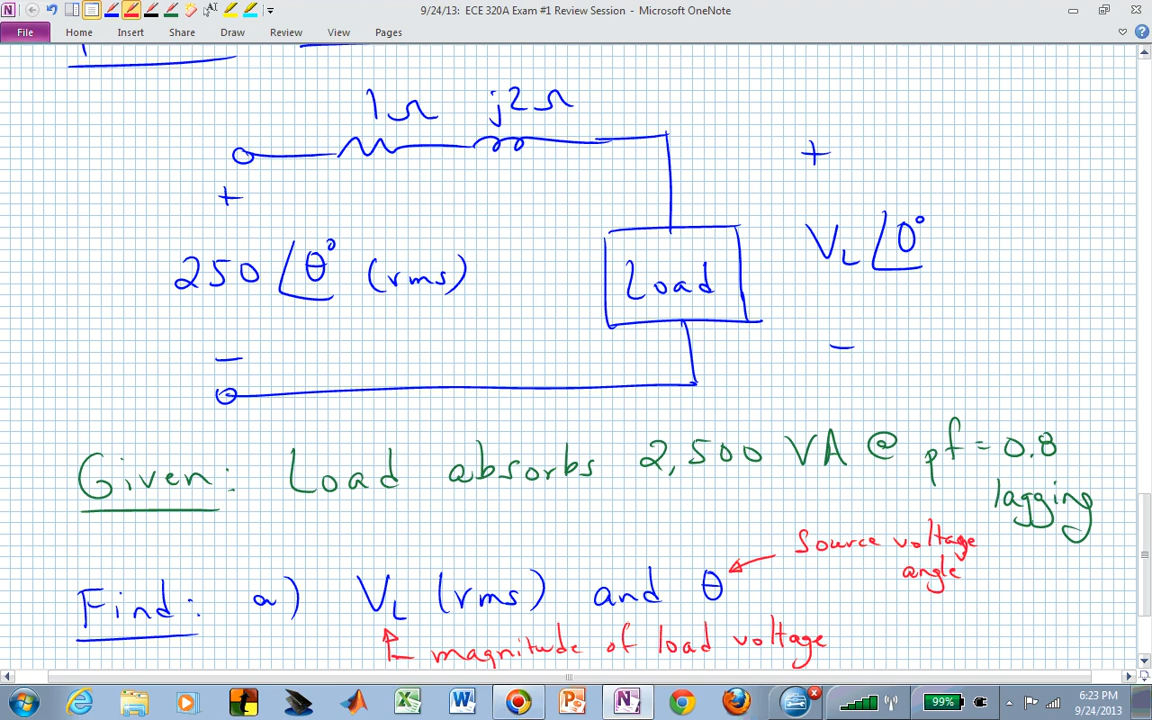 9/24/13: ECE 320A Exam #1 Review Session - Microsoft OneNote
File Home Insert Share Draw Review View Pages
1Ω j2Ω
+ +
250 ∠θ° (rms) Load V_L ∠0°
- -
Given: Load absorbs 2,500 VA @ pf = 0.8
lagging
Source voltage
angle
Find: a) V_L (rms) and θ
magnitude of load voltage
99% 6:23 PM
9/24/2013